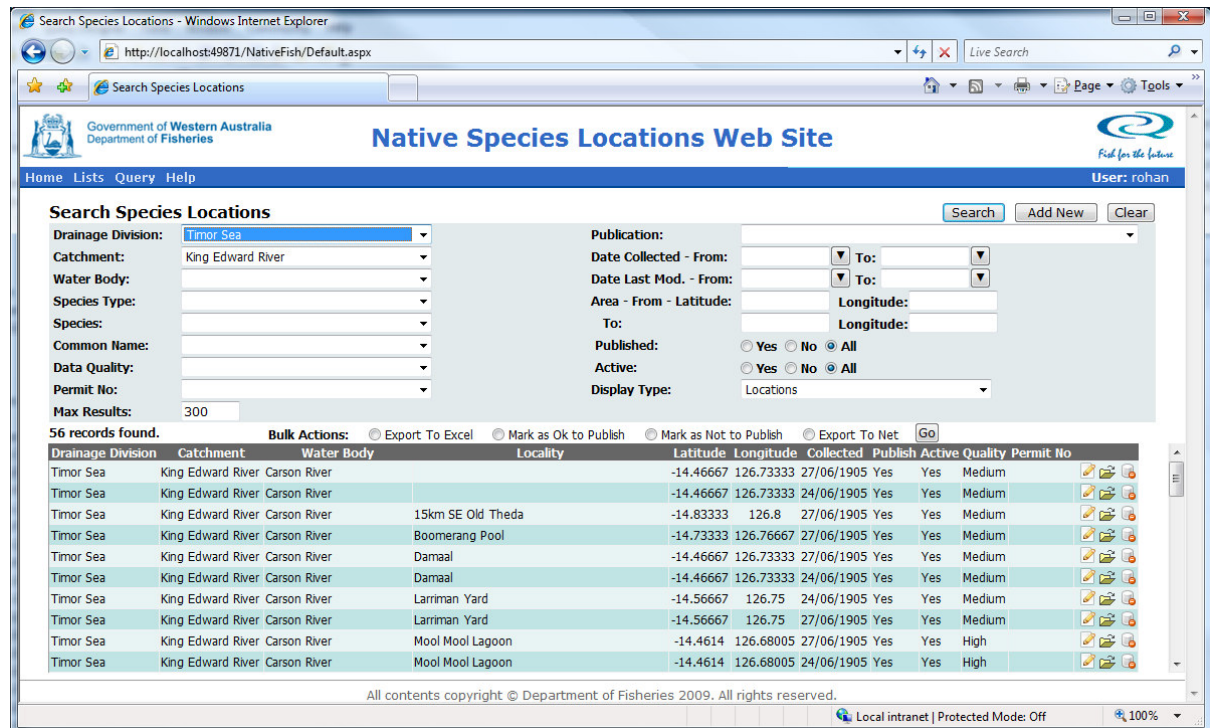 Search Species Locations - Windows Internet Explorer
http://localhost:49871/NativeFish/Default.aspx
Live Search
Search Species Locations
Page
Tools
Government of Western Australia
Department of Fisheries
Native Species Locations Web Site
Fish for the future
Home Lists Query Help
User: rohan
Search Species Locations
Search Add New Clear
Drainage Division: Timor Sea
Publication:
Catchment: King Edward River
Date Collected - From: To:
Water Body:
Date Last Mod. - From: To:
Species Type:
Area - From - Latitude: Longitude:
Species:
To: Longitude:
Common Name:
Published: Yes No All
Data Quality:
Active: Yes No All
Permit No:
Display Type: Locations
Max Results: 300
56 records found.
Bulk Actions: Export To Excel Mark as Ok to Publish Mark as Not to Publish Export To Net Go
Drainage Division Catchment Water Body Locality Latitude Longitude Collected Publish Active Quality Permit No
Timor Sea King Edward River Carson River -14.46667 126.73333 27/06/1905 Yes Yes Medium
Timor Sea King Edward River Carson River -14.46667 126.73333 24/06/1905 Yes Yes Medium
Timor Sea King Edward River Carson River 15km SE Old Theda -14.83333 126.8 27/06/1905 Yes Yes Medium
Timor Sea King Edward River Carson River Boomerang Pool -14.73333 126.76667 27/06/1905 Yes Yes Medium
Timor Sea King Edward River Carson River Damaal -14.46667 126.73333 27/06/1905 Yes Yes Medium
Timor Sea King Edward River Carson River Damaal -14.46667 126.73333 24/06/1905 Yes Yes Medium
Timor Sea King Edward River Carson River Larriman Yard -14.56667 126.75 24/06/1905 Yes Yes Medium
Timor Sea King Edward River Carson River Larriman Yard -14.56667 126.75 27/06/1905 Yes Yes Medium
Timor Sea King Edward River Carson River Mool Mool Lagoon -14.4614 126.68005 27/06/1905 Yes Yes High
Timor Sea King Edward River Carson River Mool Mool Lagoon -14.4614 126.68005 24/06/1905 Yes Yes High
All contents copyright © Department of Fisheries 2009. All rights reserved.
Local intranet | Protected Mode: Off
100%